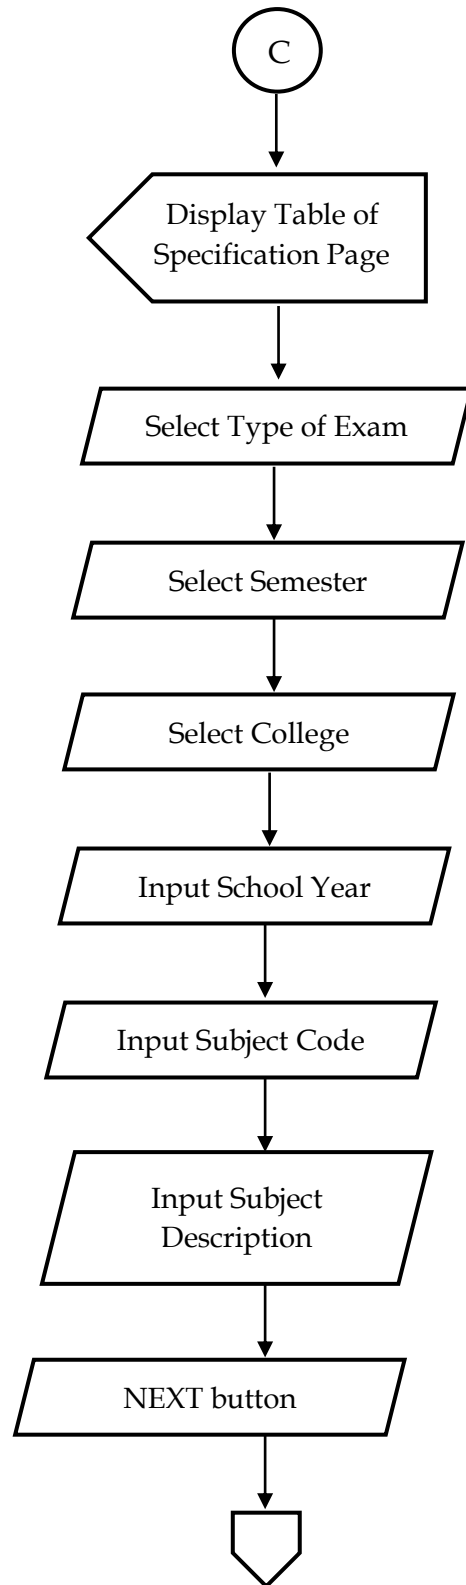 C
Display Table of
Specification Page
Select Type of Exam
Select Semester
Select College
Input School Year
Input Subject Code
Input Subject
Description
NEXT button